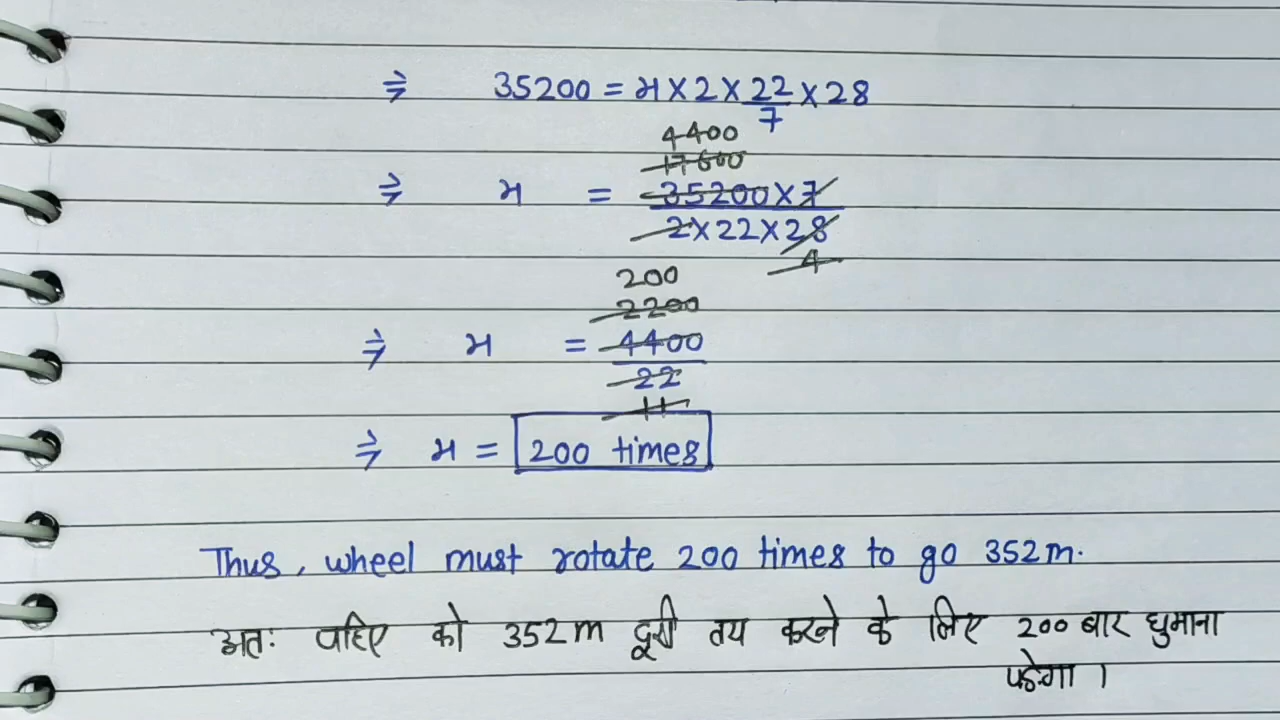 ⇒ 35200 = n × 2 × 22/7 × 28
4400
17600
⇒ n = 35200 × 7
2 × 22 × 28
4
200
2200
⇒ n = 4400
22
11
⇒ n = 200 times
Thus, wheel must rotate 200 times to go 352 m.
अतः पहिए को 352 m दूरी तय करने के लिए 200 बार घुमाना
पड़ेगा ।